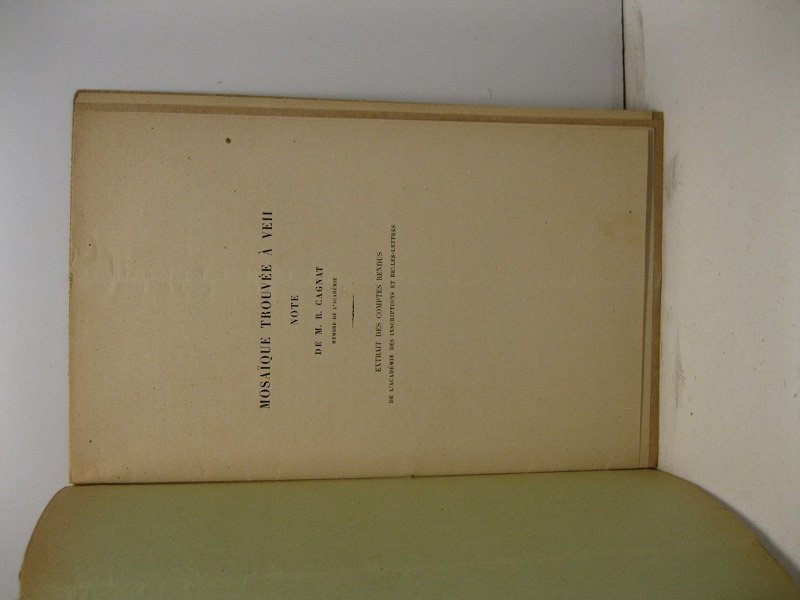 MOSAÏQUE TROUVÉE À VEII
NOTE
DE M. R. CAGNAT
MEMBRE DE L'ACADÉMIE
EXTRAIT DES COMPTES RENDUS
DE L'ACADÉMIE DES INSCRIPTIONS ET BELLES-LETTRES